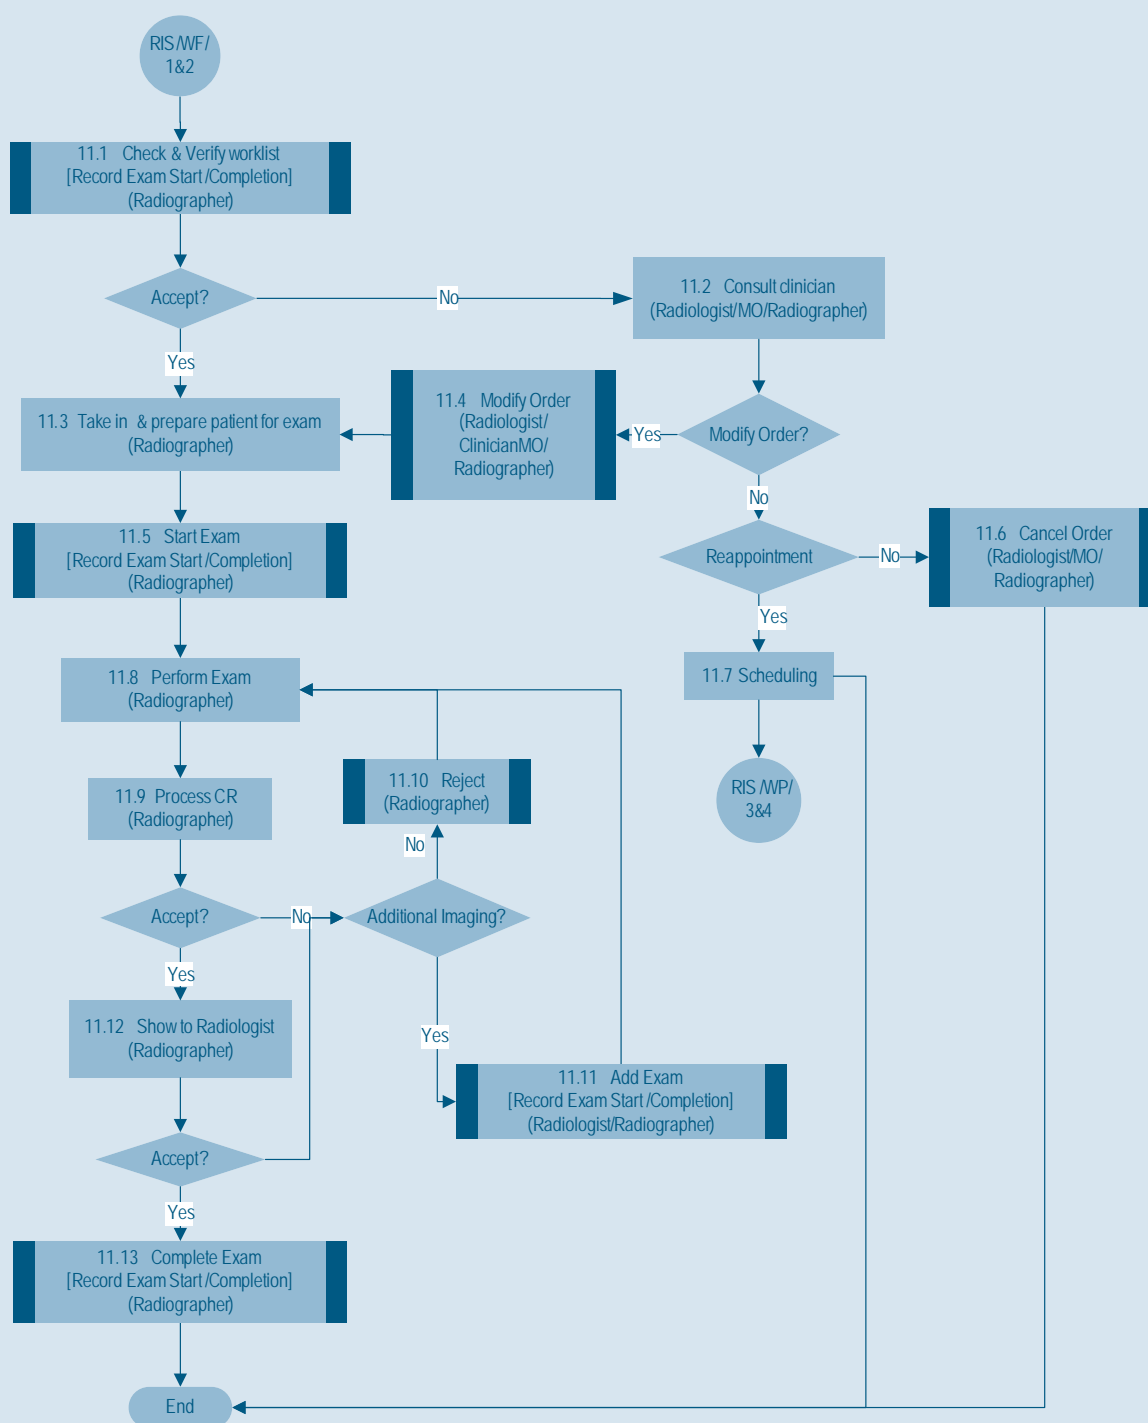 RIS/WF/
1&2
11.1 Check & Verify worklist
[Record Exam Start /Completion]
(Radiographer)
Accept?
No
11.2 Consult clinician
(Radiologist/MO/Radiographer)
Yes
11.3 Take in & prepare patient for exam
(Radiographer)
11.4 Modify Order
(Radiologist/
ClinicianMO/
Radiographer)
Yes
Modify Order?
No
11.5 Start Exam
[Record Exam Start /Completion]
(Radiographer)
Reappointment
No
11.6 Cancel Order
(Radiologist/MO/
Radiographer)
Yes
11.7 Scheduling
11.8 Perform Exam
(Radiographer)
RIS /WP/
3&4
11.9 Process CR
(Radiographer)
11.10 Reject
(Radiographer)
No
Accept?
No
Additional Imaging?
Yes
11.12 Show to Radiologist
(Radiographer)
Yes
11.11 Add Exam
[Record Exam Start /Completion]
(Radiologist/Radiographer)
Accept?
Yes
11.13 Complete Exam
[Record Exam Start /Completion]
(Radiographer)
End